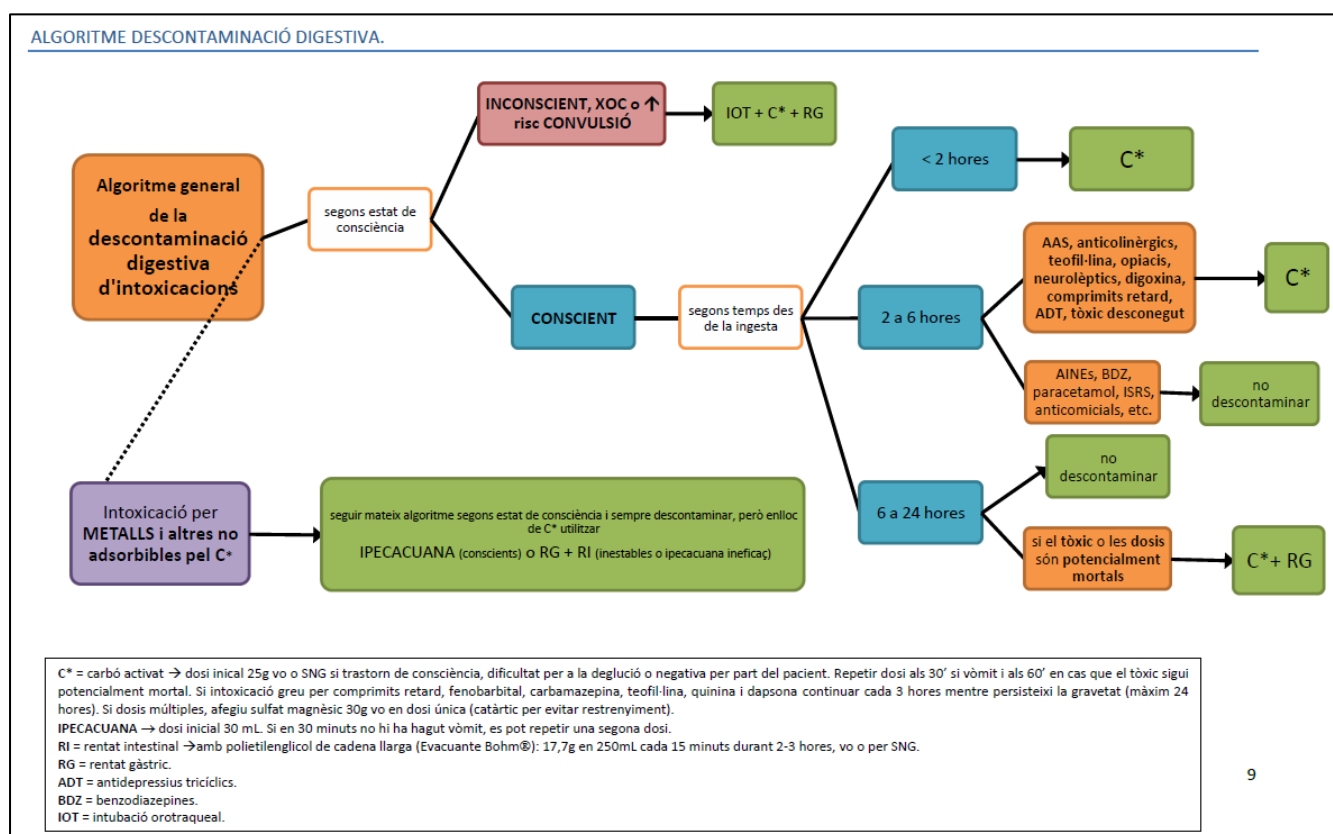 ALGORITME DESCONTAMINACIÓ DIGESTIVA.
Algoritme general
de la
descontaminació
digestiva
d'intoxicacions
segons estat de
consciència
INCONSCIENT, XOC o ↑
risc CONVULSIÓ
IOT + C* + RG
CONSCIENT
segons temps des
de la ingesta
< 2 hores
C*
2 a 6 hores
AAS, anticolinèrgics,
teofil·lina, opiacis,
neurolèptics, digoxina,
comprimits retard,
ADT, tòxic desconegut
C*
AINEs, BDZ,
paracetamol, ISRS,
anticomicials, etc.
no
descontaminar
6 a 24 hores
no
descontaminar
si el tòxic o les dosis
són potencialment
mortals
C*+ RG
Intoxicació per
METALLS i altres no
adsorbibles pel C*
seguir mateix algoritme segons estat de consciència i sempre descontaminar, però enlloc
de C* utilitzar
IPECACUANA (conscients) o RG + RI (inestables o ipecacuana ineficaç)
C* = carbó activat → dosi inical 25g vo o SNG si trastorn de consciència, dificultat per a la deglució o negativa per part del pacient. Repetir dosi als 30' si vòmit i als 60' en cas que el tòxic sigui
potencialment mortal. Si intoxicació greu per comprimits retard, fenobarbital, carbamazepina, teofil·lina, quinina i dapsona continuar cada 3 hores mentre persisteixi la gravetat (màxim 24
hores). Si dosis múltiples, afegiu sulfat magnèsic 30g vo en dosi única (catàrtic per evitar restrenyiment).
IPECACUANA → dosi inicial 30 mL. Si en 30 minuts no hi ha hagut vòmit, es pot repetir una segona dosi.
RI = rentat intestinal →amb polietilenglicol de cadena llarga (Evacuante Bohm®): 17,7g en 250mL cada 15 minuts durant 2-3 hores, vo o per SNG.
RG = rentat gàstric.
ADT = antidepressius tricíclics.
BDZ = benzodiazepines.
IOT = intubació orotraqueal.
9